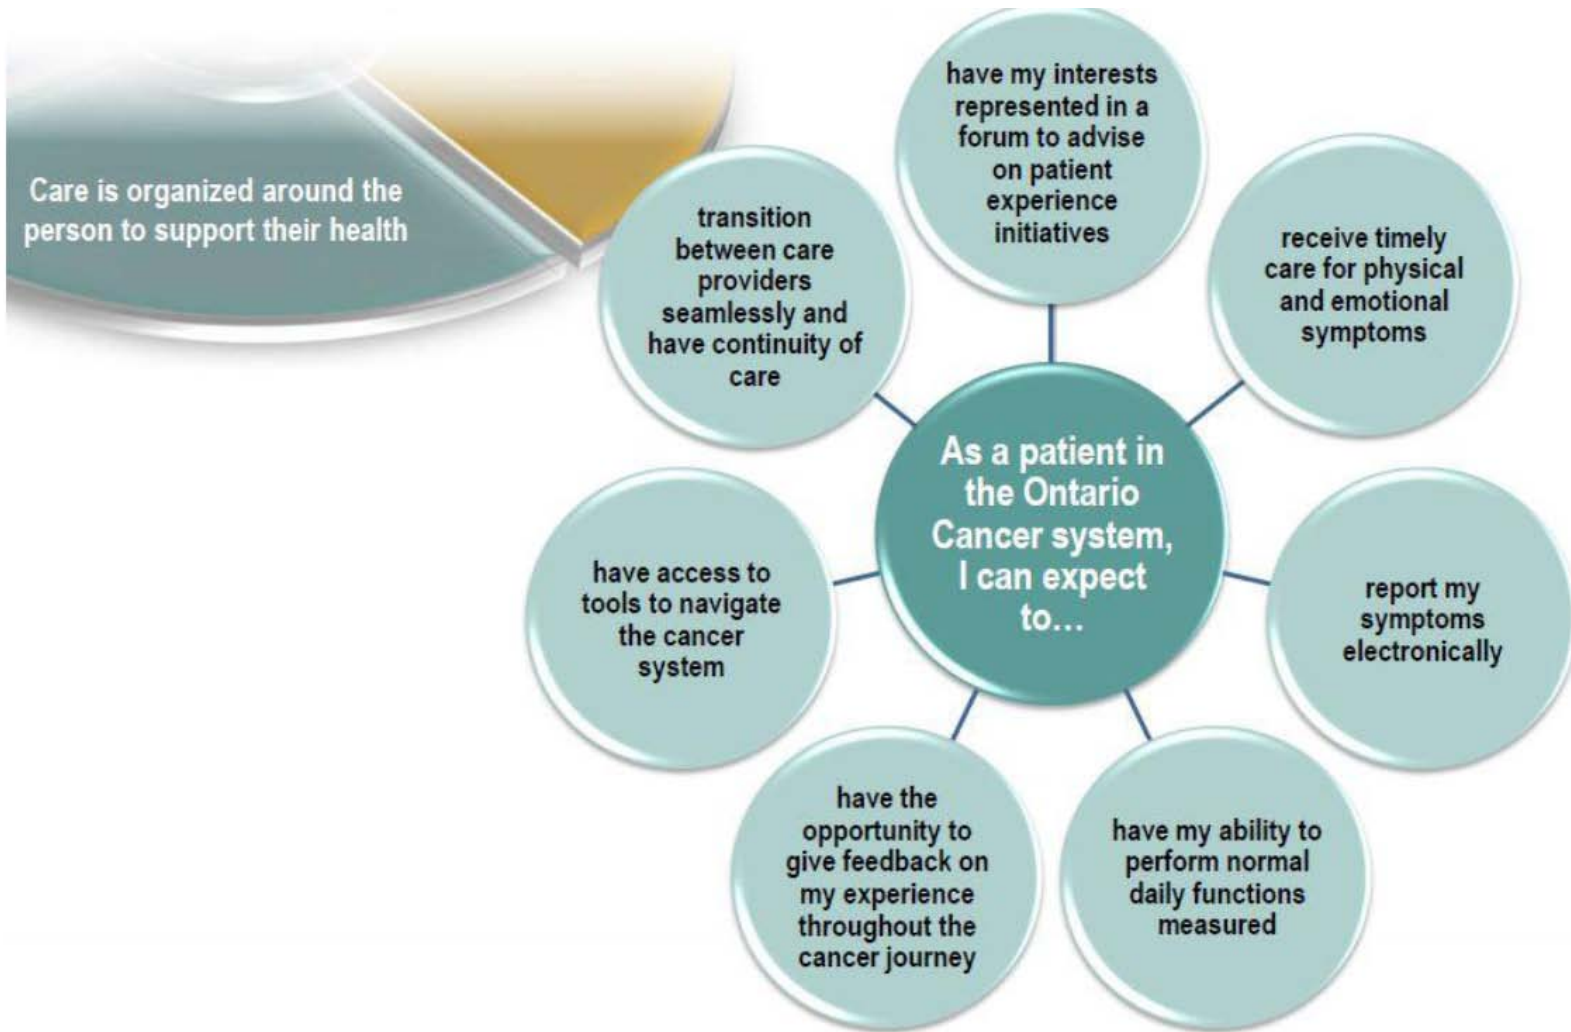 Care is organized around the
person to support their health
have my interests
represented in a
forum to advise
on patient
experience
initiatives
receive timely
care for physical
and emotional
symptoms
report my
symptoms
electronically
have my ability to
perform normal
daily functions
measured
have the
opportunity to
give feedback on
my experience
throughout the
cancer journey
have access to
tools to navigate
the cancer
system
transition
between care
providers
seamlessly and
have continuity of
care
As a patient in
the Ontario
Cancer system,
I can expect
to...